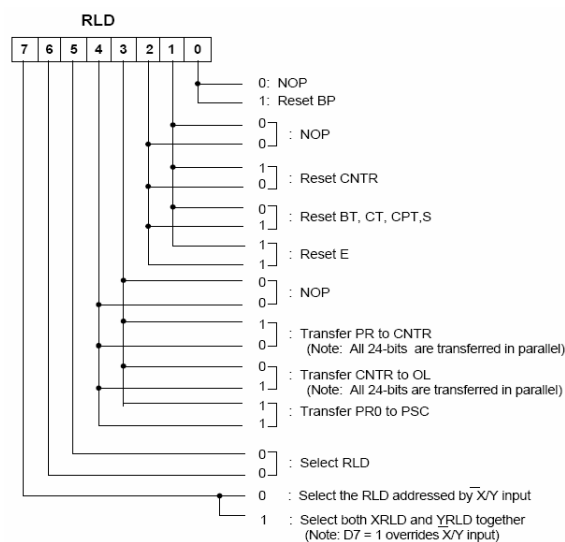 RLD
7 6 5 4 3 2 1 0
0: NOP
1: Reset BP
0
: NOP
0
1
: Reset CNTR
0
0
: Reset BT, CT, CPT,S
1
1
: Reset E
1
0
: NOP
0
1
: Transfer PR to CNTR
0
(Note: All 24-bits are transferred in parallel)
0
: Transfer CNTR to OL
1
(Note: All 24-bits are transferred in parallel)
1
: Transfer PR0 to PSC
1
0
: Select RLD
0
0 : Select the RLD addressed by X̅/Y input
1 : Select both XRLD and YRLD together
(Note: D7 = 1 overrides X̅/Y input)